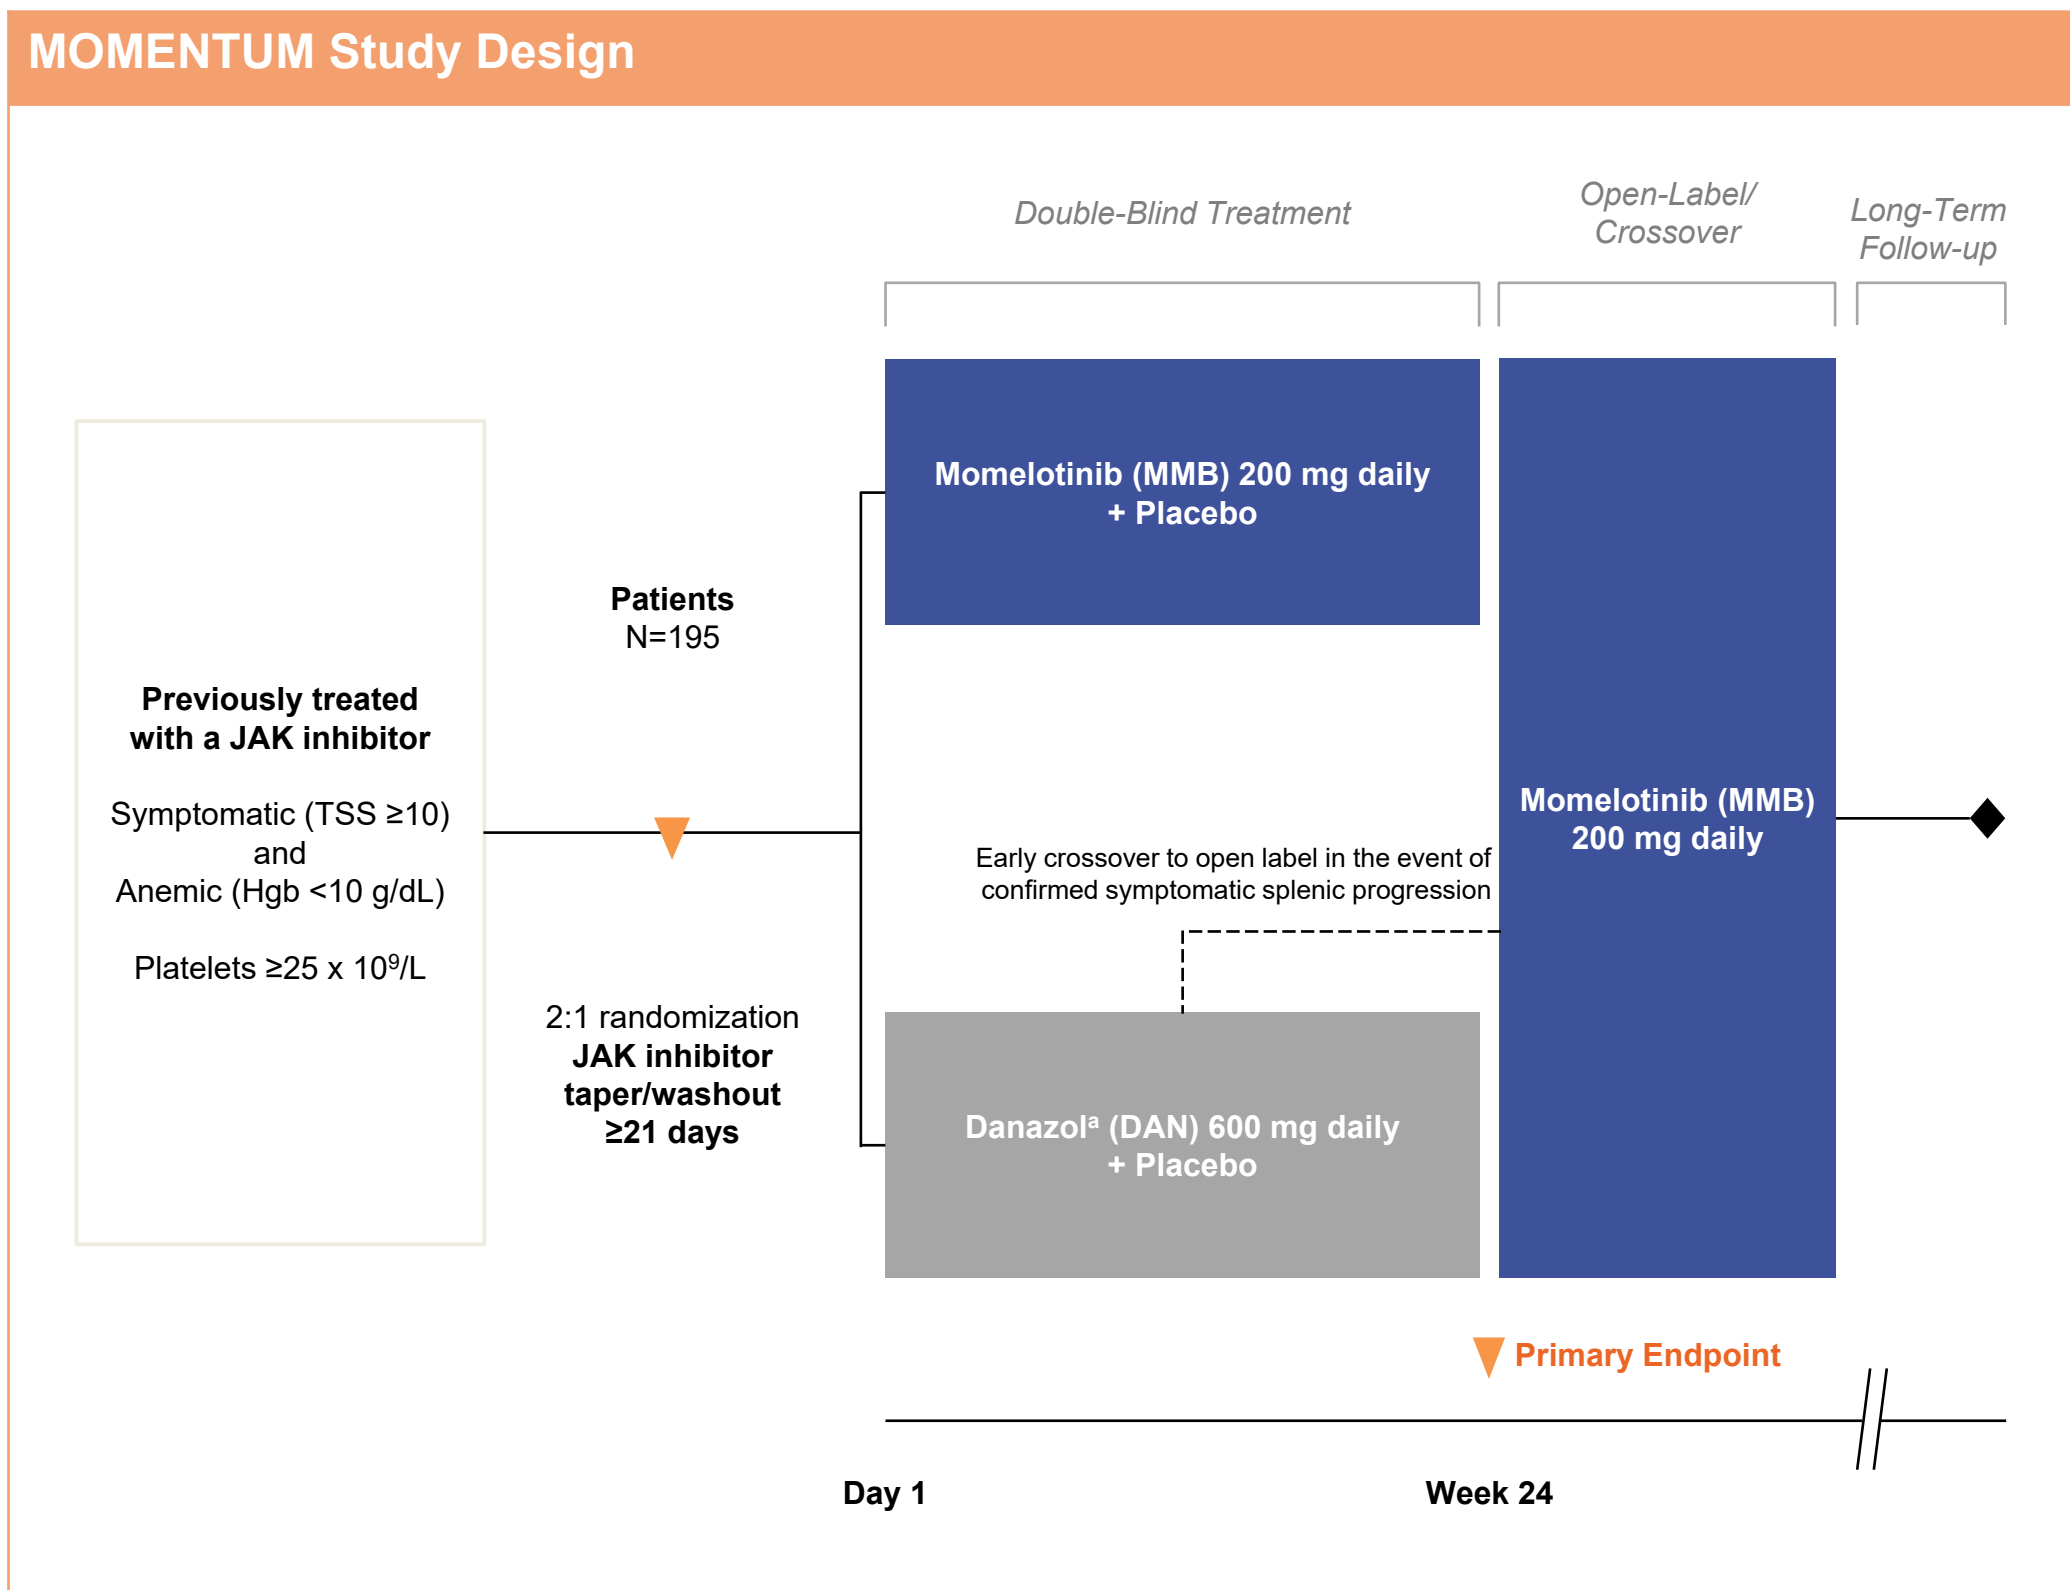 MOMENTUM Study Design
Double-Blind Treatment
Open-Label/
Crossover
Long-Term
Follow-up
Previously treated
with a JAK inhibitor
Symptomatic (TSS ≥10)
and
Anemic (Hgb <10 g/dL)
Platelets ≥25 x 10⁹/L
Patients
N=195
2:1 randomization
JAK inhibitor
taper/washout
≥21 days
Momelotinib (MMB) 200 mg daily
+ Placebo
Early crossover to open label in the event of
confirmed symptomatic splenic progression
Danazolᵃ (DAN) 600 mg daily
+ Placebo
Momelotinib (MMB)
200 mg daily
Primary Endpoint
Day 1
Week 24